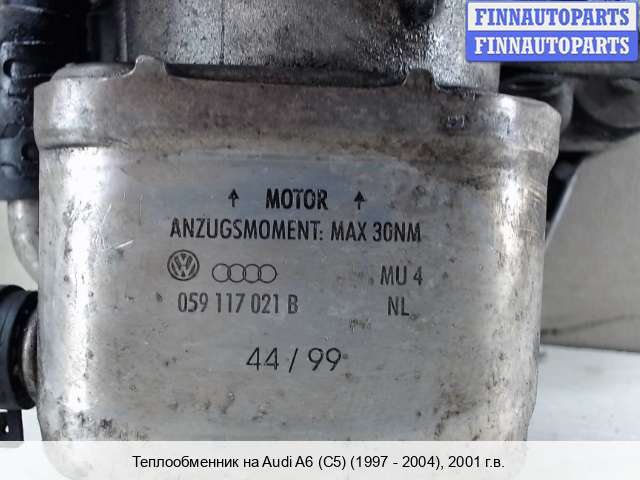 FINNAUTOPARTS
FINNAUTOPARTS
↑ MOTOR ↑
ANZUGSMOMENT: MAX 30NM
MU 4
059 117 021 B NL
44 / 99
Теплообменник на Audi A6 (C5) (1997 - 2004), 2001 г.в.